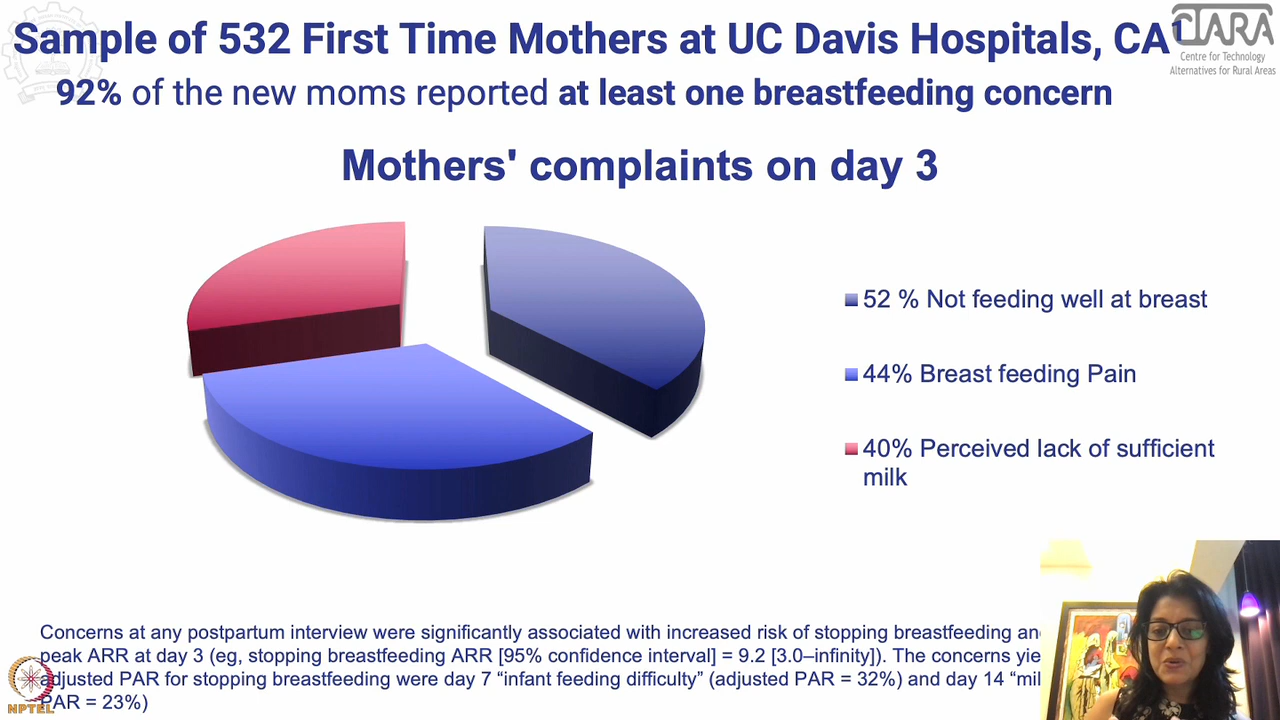 Sample of 532 First Time Mothers at UC Davis Hospitals, CA¹
CTARA
Centre for Technology
Alternatives for Rural Areas
92% of the new moms reported at least one breastfeeding concern
Mothers' complaints on day 3
52 % Not feeding well at breast
44% Breast feeding Pain
40% Perceived lack of sufficient
milk
Concerns at any postpartum interview were significantly associated with increased risk of stopping breastfeeding
peak ARR at day 3 (eg, stopping breastfeeding ARR [95% confidence interval] = 9.2 [3.0–infinity]). The concerns
adjusted PAR for stopping breastfeeding were day 7 “infant feeding difficulty” (adjusted PAR = 32%) and day 14
PAR = 23%)
NPTEL